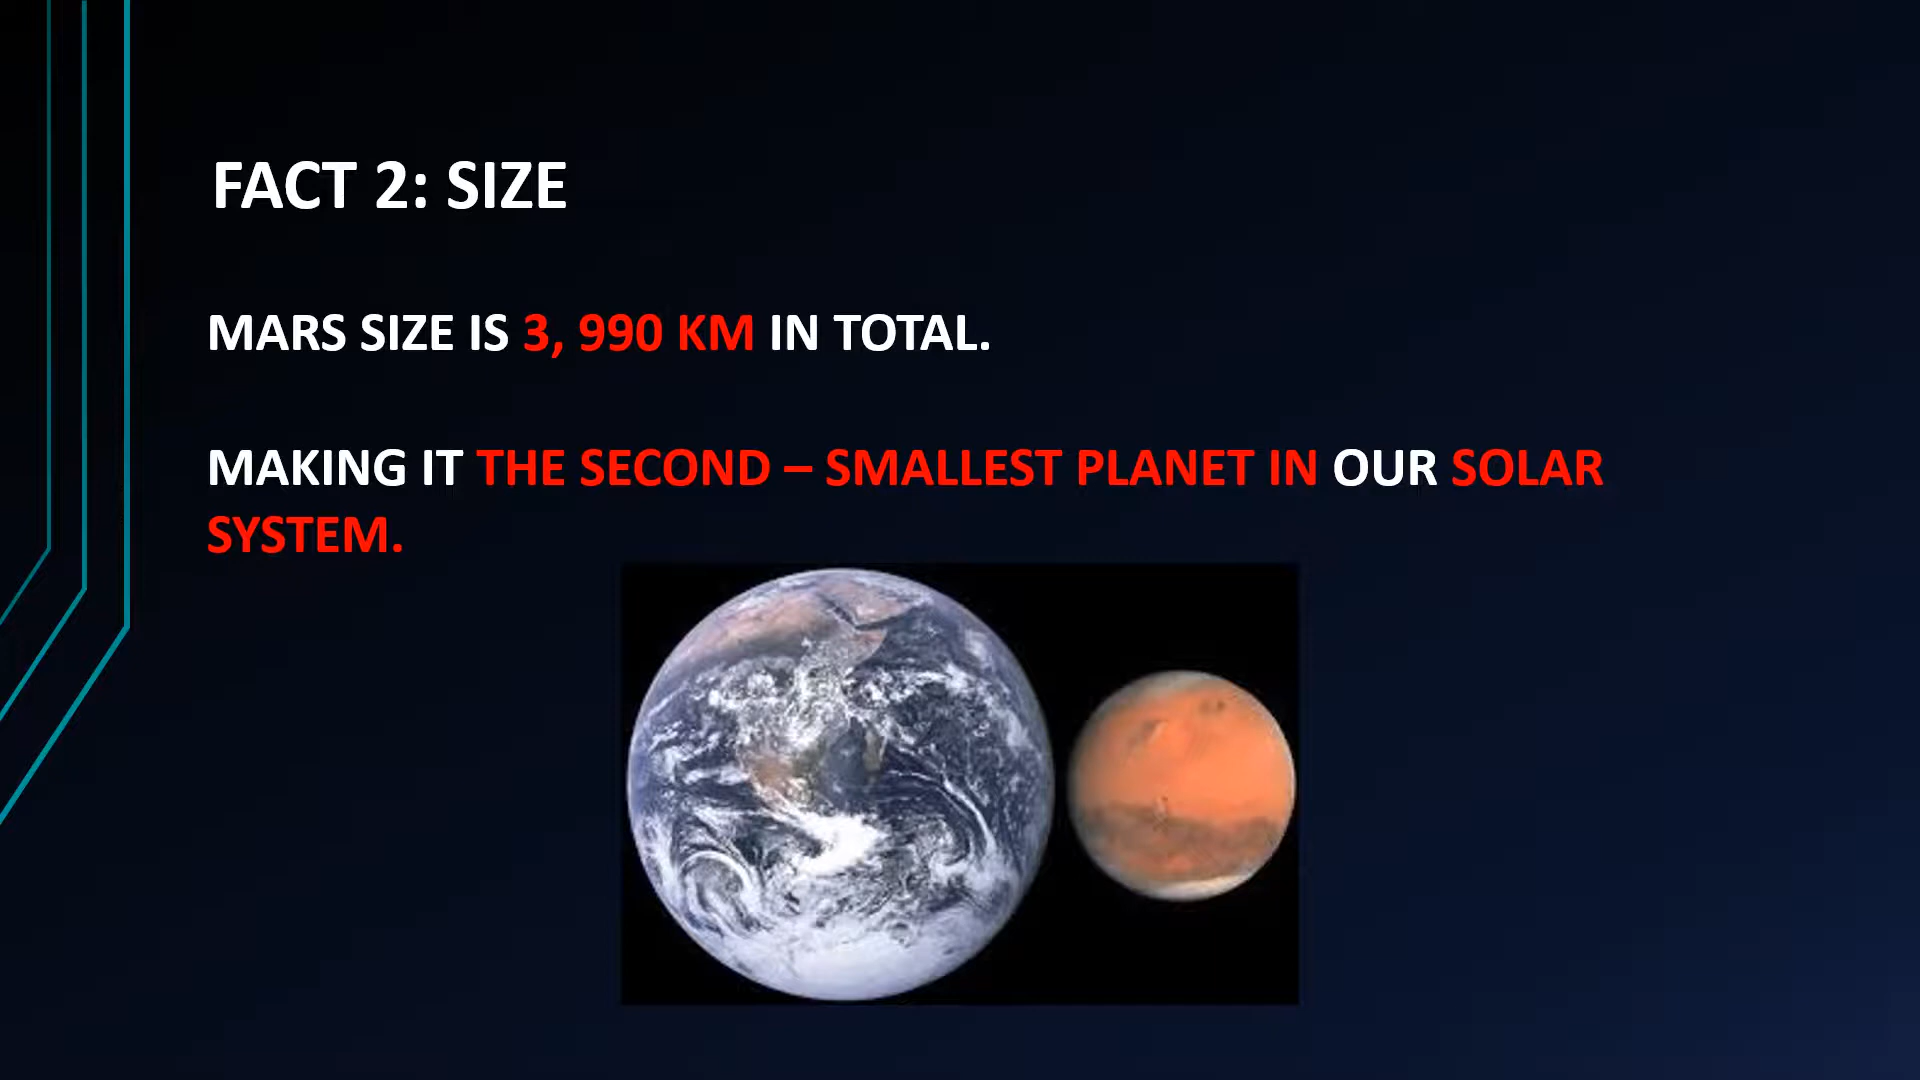 FACT 2: SIZE
MARS SIZE IS 3, 990 KM IN TOTAL.
MAKING IT THE SECOND – SMALLEST PLANET IN OUR SOLAR
SYSTEM.